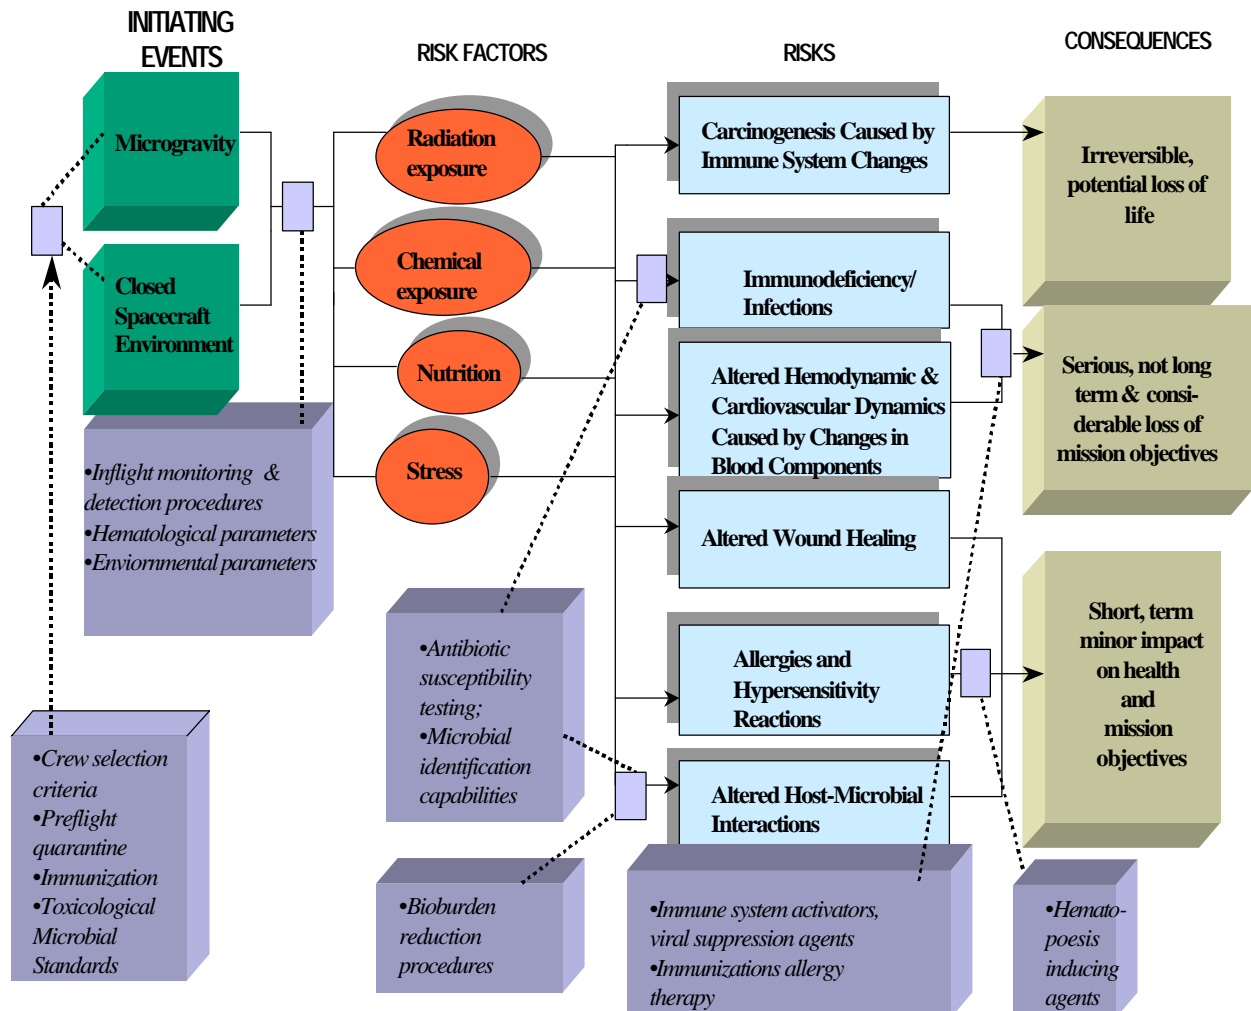 INITIATING
EVENTS
RISK FACTORS
RISKS
CONSEQUENCES
Microgravity
Closed
Spacecraft
Environment
•Inflight monitoring &
detection procedures
•Hematological parameters
•Enviornmental parameters
•Crew selection
criteria
•Preflight
quarantine
•Immunization
•Toxicological
Microbial
Standards
Radiation
exposure
Chemical
exposure
Nutrition
Stress
•Antibiotic
susceptibility
testing;
•Microbial
identification
capabilities
•Bioburden
reduction
procedures
Carcinogenesis Caused by
Immune System Changes
Immunodeficiency/
Infections
Altered Hemodynamic &
Cardiovascular Dynamics
Caused by Changes in
Blood Components
Altered Wound Healing
Allergies and
Hypersensitivity
Reactions
Altered Host-Microbial
Interactions
•Immune system activators,
viral suppression agents
•Immunizations allergy
therapy
Irreversible,
potential loss of
life
Serious, not long
term & consi-
derable loss of
mission objectives
Short, term
minor impact
on health
and
mission
objectives
•Hemato-
poesis
inducing
agents